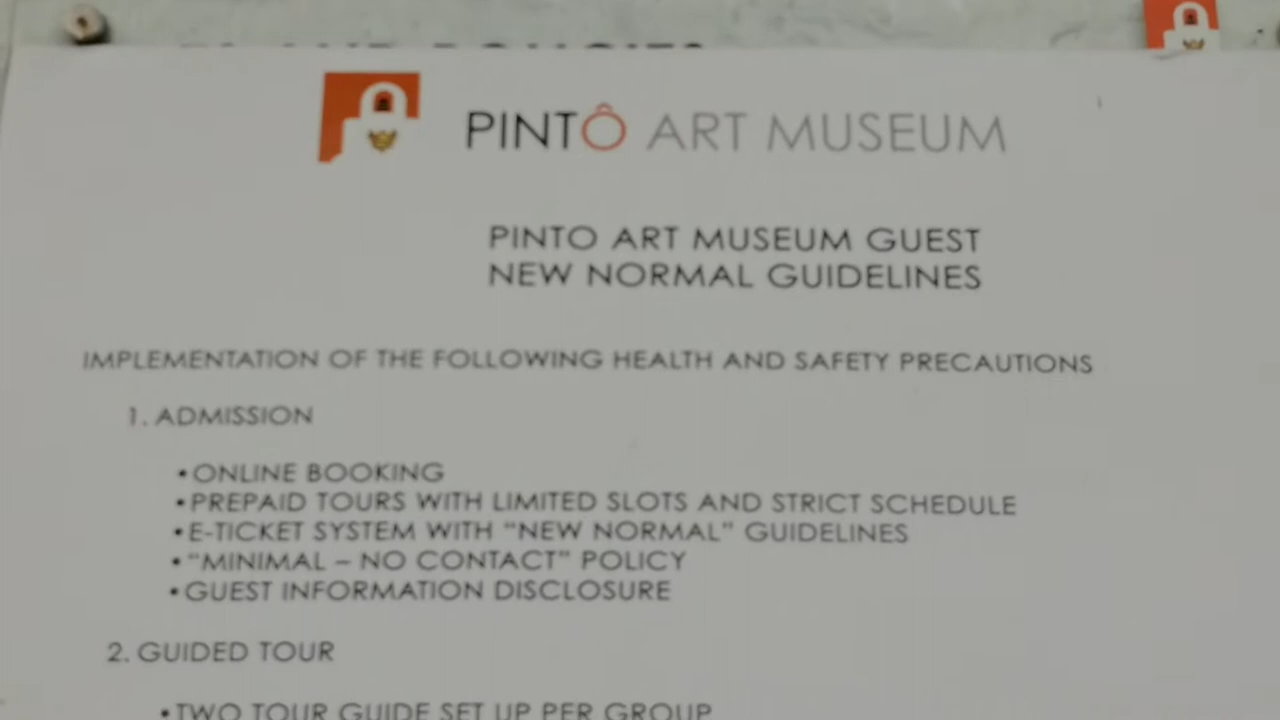 PINTÔ ART MUSEUM
PINTO ART MUSEUM GUEST
NEW NORMAL GUIDELINES
IMPLEMENTATION OF THE FOLLOWING HEALTH AND SAFETY PRECAUTIONS
1. ADMISSION
•ONLINE BOOKING
•PREPAID TOURS WITH LIMITED SLOTS AND STRICT SCHEDULE
•E-TICKET SYSTEM WITH “NEW NORMAL” GUIDELINES
•“MINIMAL – NO CONTACT” POLICY
•GUEST INFORMATION DISCLOSURE
2. GUIDED TOUR
•TWO TOUR GUIDE SET UP PER GROUP